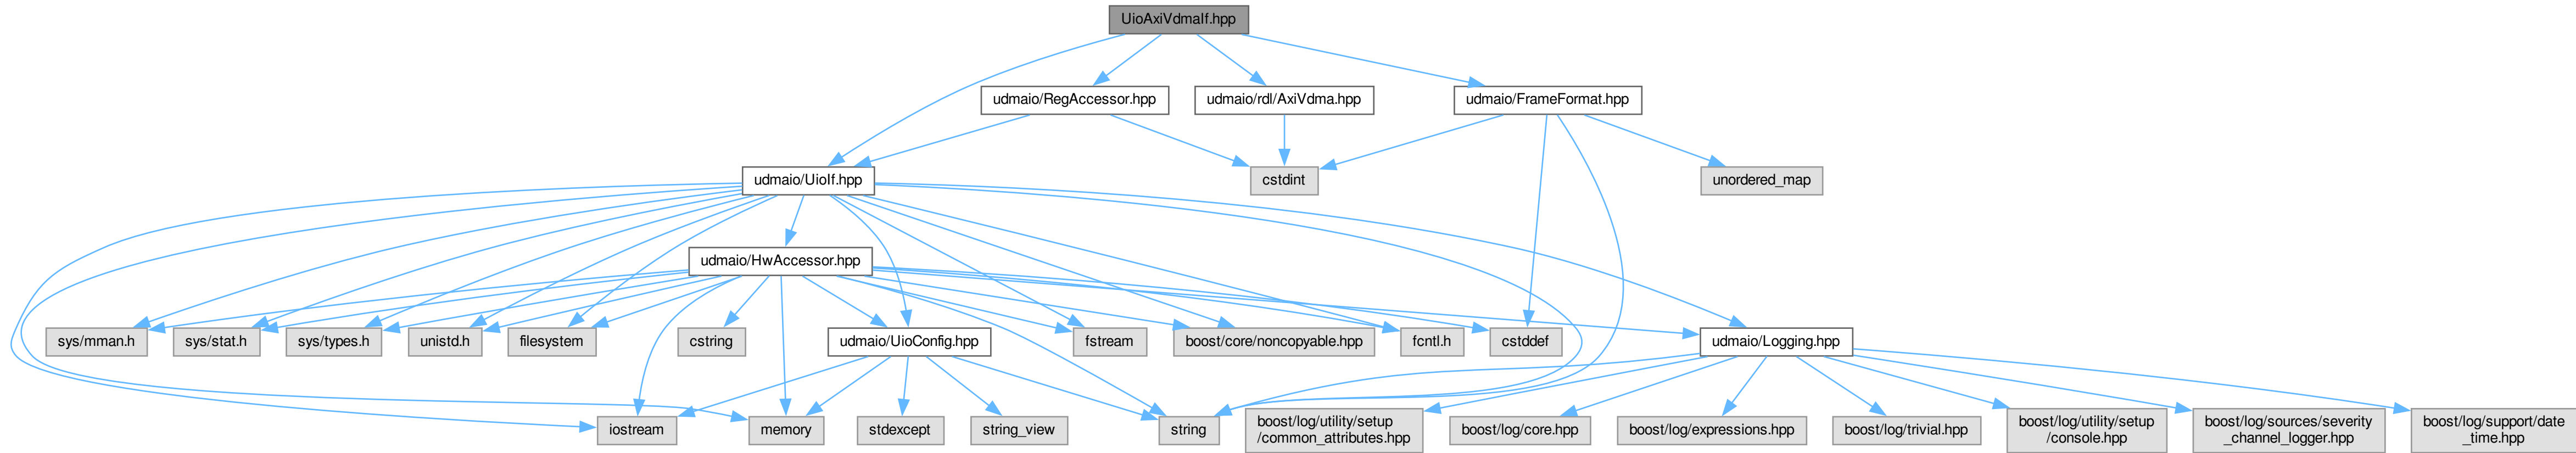 UioAxiVdmaIf.hpp
udmaio/RegAccessor.hpp
udmaio/rdl/AxiVdma.hpp
udmaio/FrameFormat.hpp
udmaio/UioIf.hpp
cstdint
unordered_map
udmaio/HwAccessor.hpp
sys/mman.h
sys/stat.h
sys/types.h
unistd.h
filesystem
cstring
udmaio/UioConfig.hpp
fstream
boost/core/noncopyable.hpp
fcntl.h
cstddef
udmaio/Logging.hpp
iostream
memory
stdexcept
string_view
string
boost/log/utility/setup
/common_attributes.hpp
boost/log/core.hpp
boost/log/expressions.hpp
boost/log/trivial.hpp
boost/log/utility/setup
/console.hpp
boost/log/sources/severity
_channel_logger.hpp
boost/log/support/date
_time.hpp